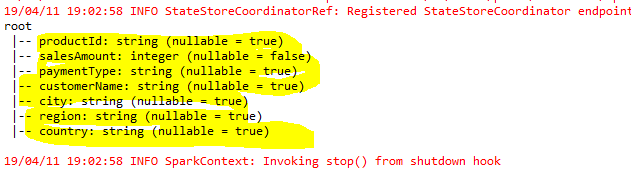 19/04/11 19:02:58 INFO StateStoreCoordinatorRef: Registered StateStoreCoordinator endpoint
root
 |-- productId: string (nullable = true)
 |-- salesAmount: integer (nullable = false)
 |-- paymentType: string (nullable = true)
 |-- customerName: string (nullable = true)
 |-- city: string (nullable = true)
 |-- region: string (nullable = true)
 |-- country: string (nullable = true)
19/04/11 19:02:58 INFO SparkContext: Invoking stop() from shutdown hook